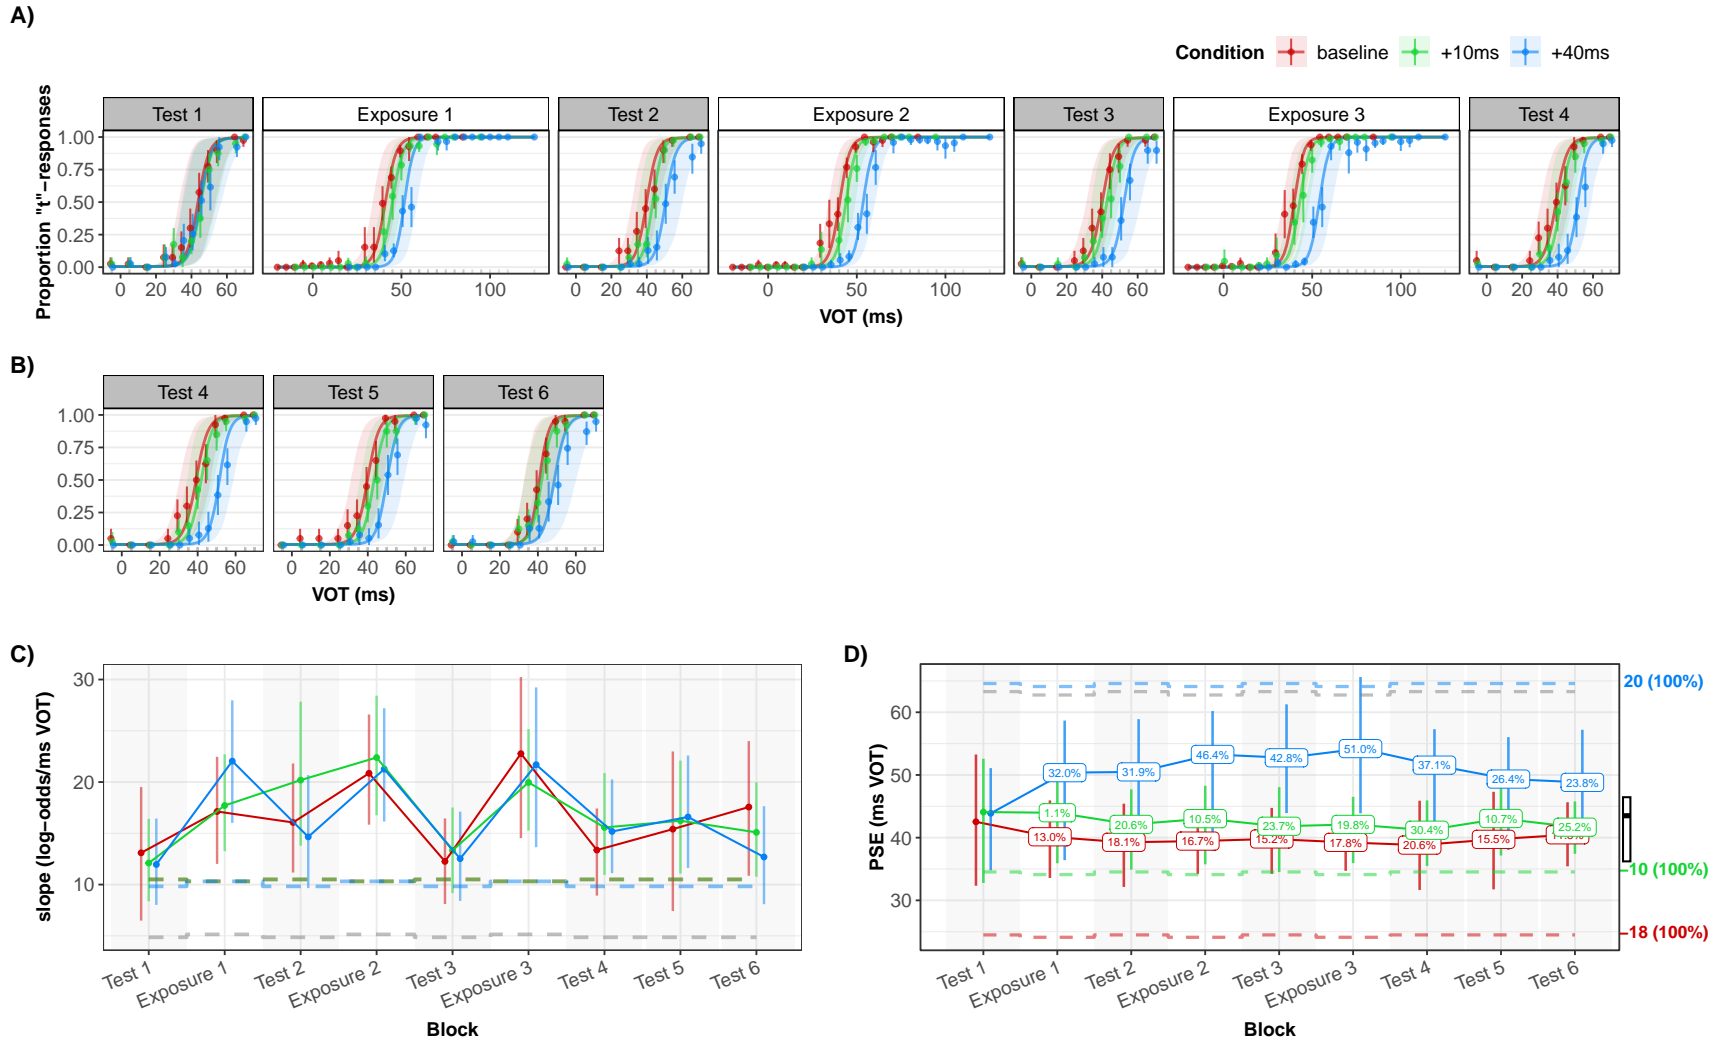 A)
Condition baseline +10ms +40ms
Proportion "t"−responses
Test 1 Exposure 1 Test 2 Exposure 2 Test 3 Exposure 3 Test 4
1.00
0.75
0.50
0.25
0.00
0 20 40 60 0 50 100 0 20 40 60 0 50 100 0 20 40 60 0 50 100 0 20 40 60
VOT (ms)
B)
Test 4 Test 5 Test 6
1.00
0.75
0.50
0.25
0.00
0 20 40 60 0 20 40 60 0 20 40 60
VOT (ms)
C)
slope (log−odds/ms VOT)
30
20
10
Test 1 Exposure 1 Test 2 Exposure 2 Test 3 Exposure 3 Test 4 Test 5 Test 6
Block
D)
PSE (ms VOT)
60
50
40
30
20 (100%)
−10 (100%)
−18 (100%)
32.0% 31.9% 46.4% 42.8% 51.0% 37.1% 26.4% 23.8%
1.1% 20.6% 10.5% 23.7% 19.8% 30.4% 10.7% 25.2%
13.0% 18.1% 16.7% 15.2% 17.8% 20.6% 15.5%
Test 1 Exposure 1 Test 2 Exposure 2 Test 3 Exposure 3 Test 4 Test 5 Test 6
Block